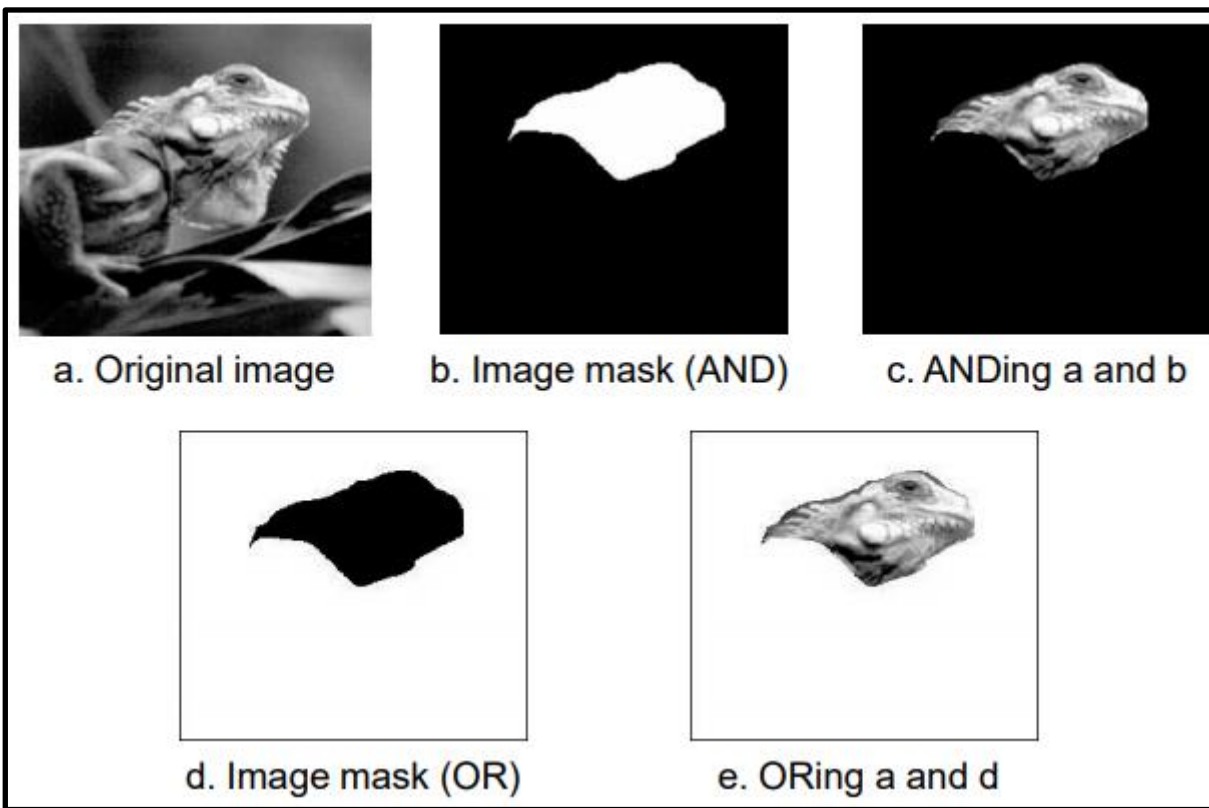 a. Original image
b. Image mask (AND)
c. ANDing a and b
d. Image mask (OR)
e. ORing a and d